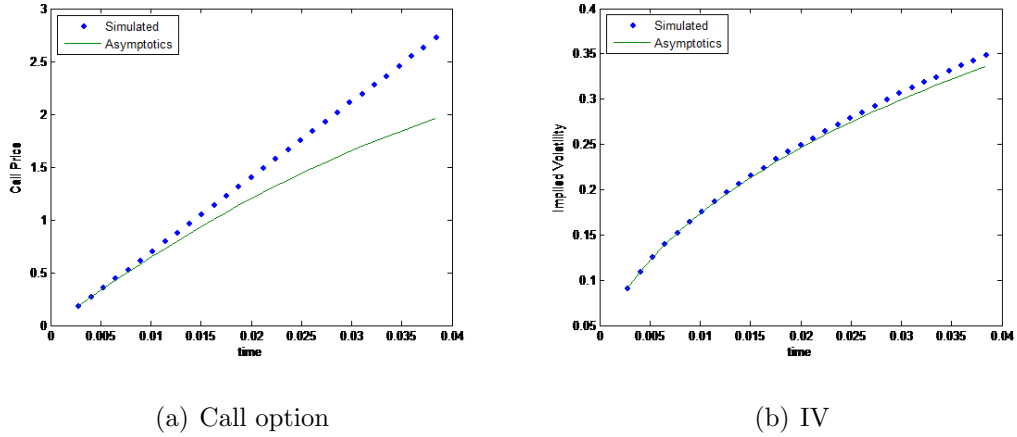 3
2.5
2
1.5
1
0.5
0
Call Price
Simulated
Asymptotics
0 0.005 0.01 0.015 0.02 0.025 0.03 0.035 0.04
time
(a) Call option
0.4
0.35
0.3
0.25
0.2
0.15
0.1
0.05
Implied Volatility
Simulated
Asymptotics
0 0.005 0.01 0.015 0.02 0.025 0.03 0.035 0.04
time
(b) IV